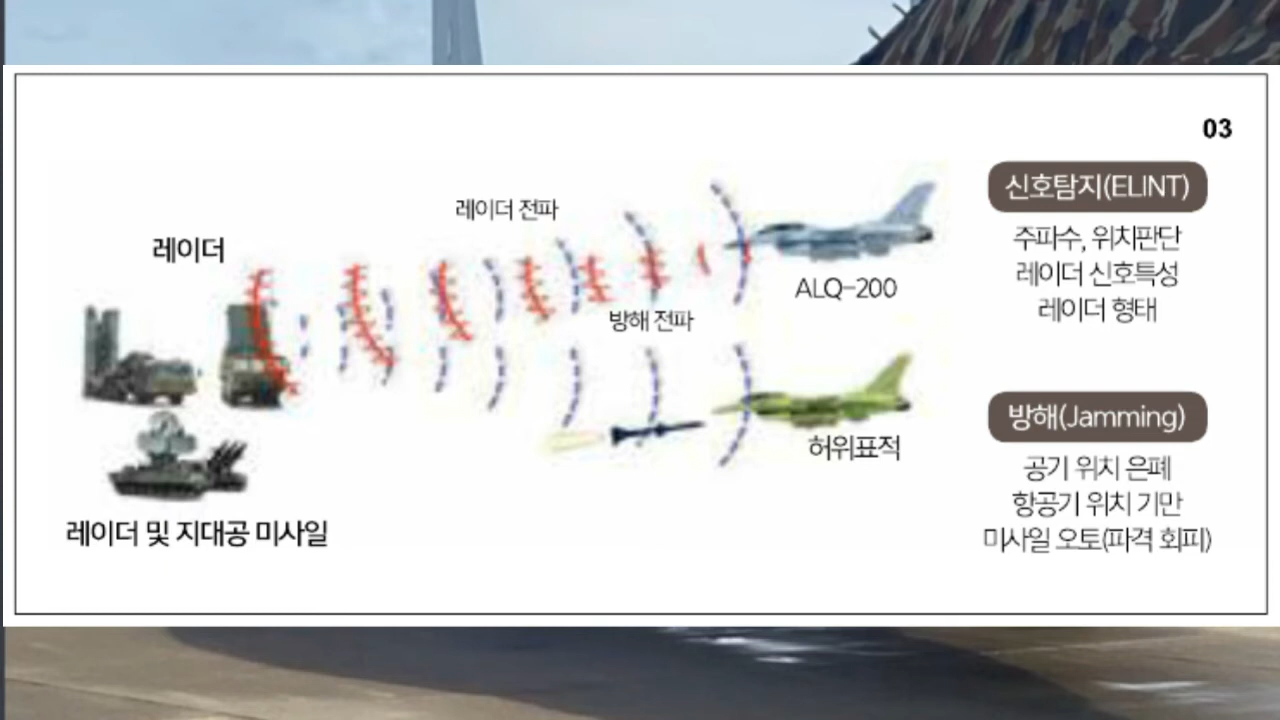 03
신호탐지(ELINT)
레이더 전파
주파수, 위치판단
레이더
레이더 신호특성
ALQ-200
레이더 형태
방해 전파
방해(Jamming)
허위표적
공기 위치 은폐
항공기 위치 기만
레이더 및 지대공 미사일
미사일 오토(파격 회피)